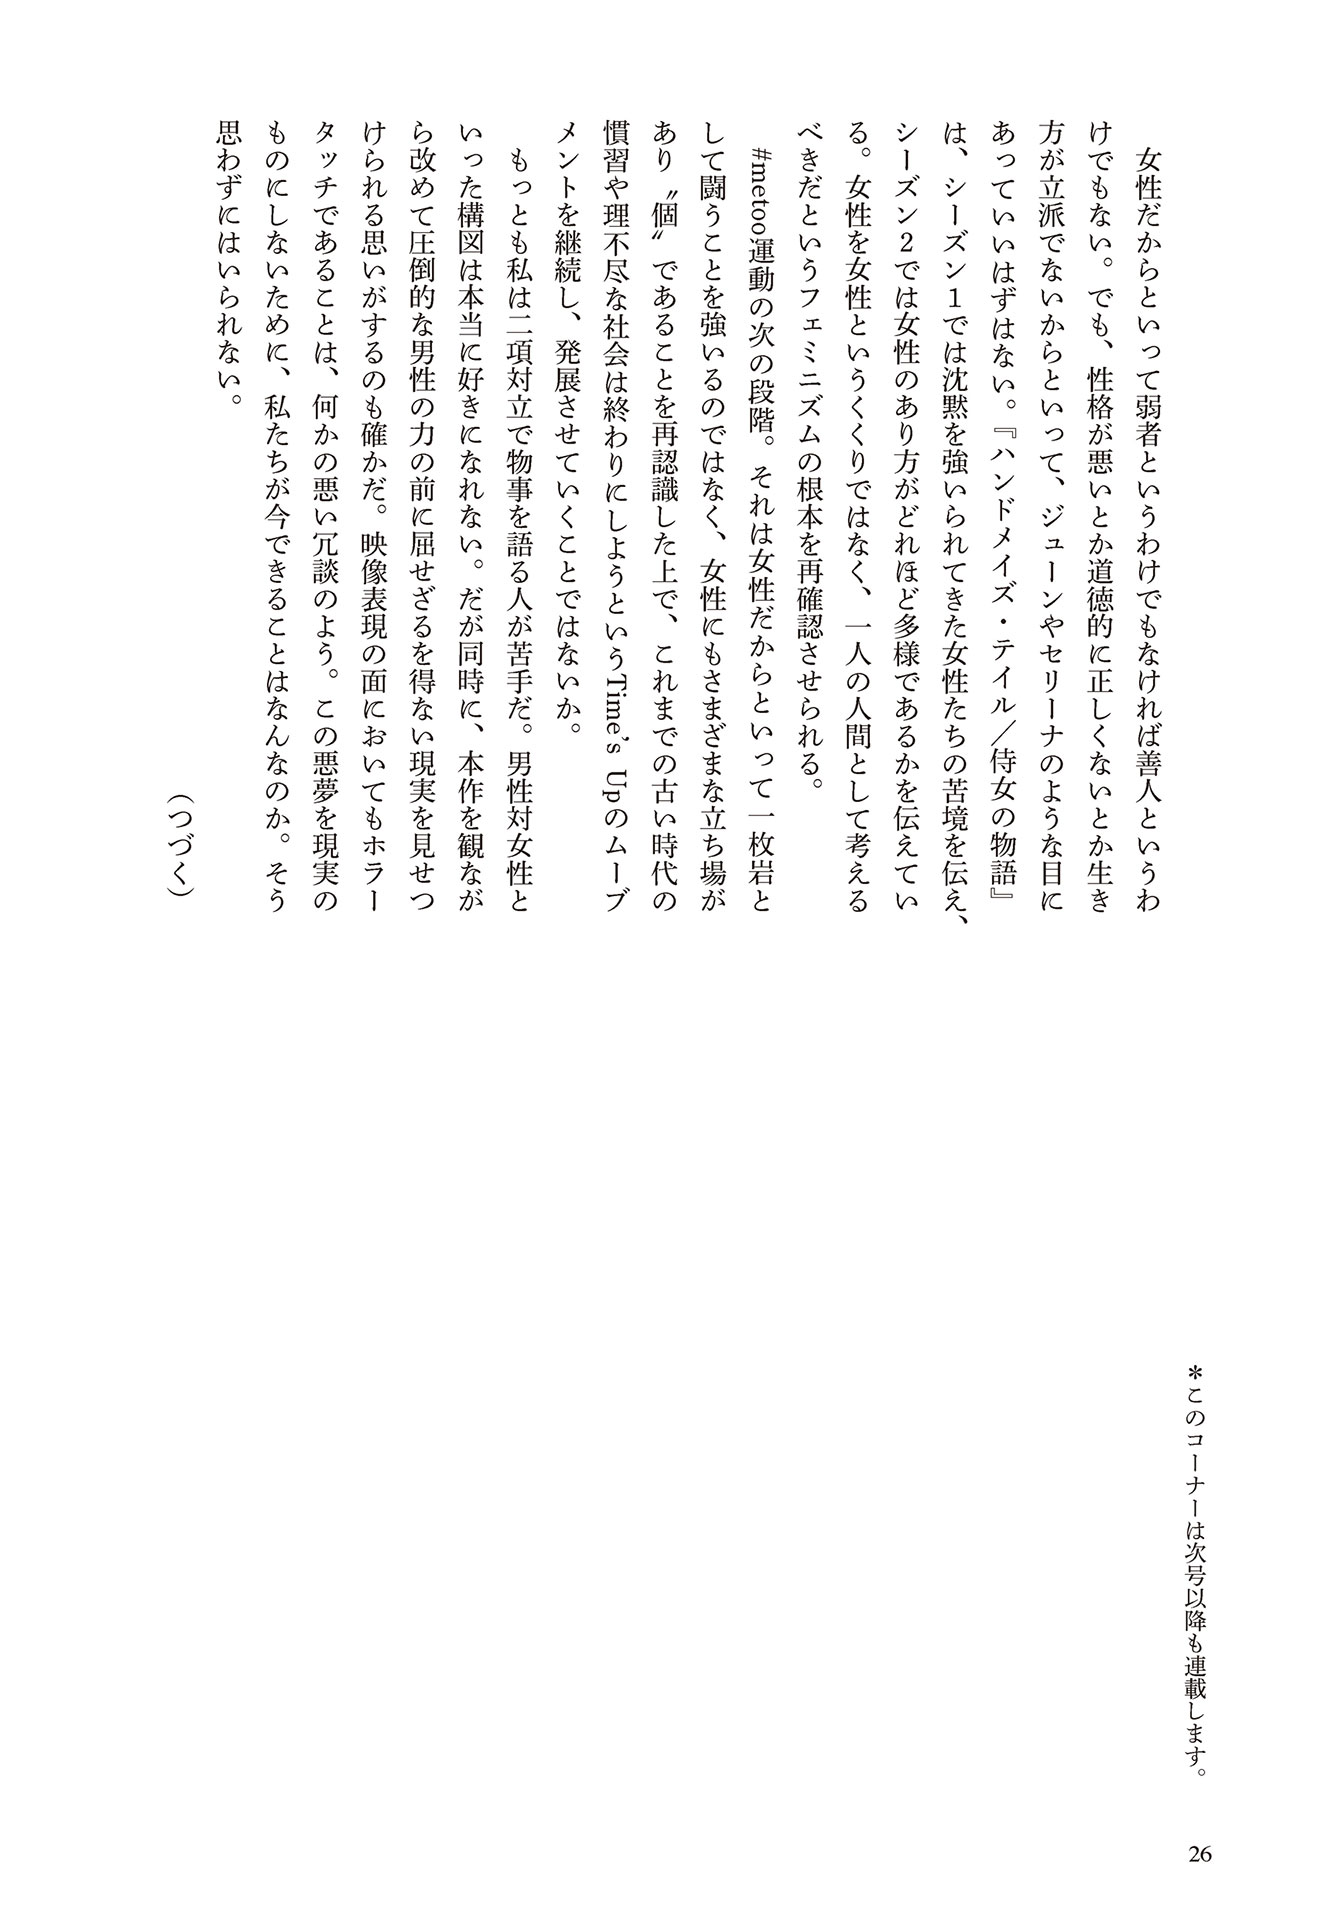 女性だからといって弱者というわけでもなければ善人というわ
けでもない。でも、性格が悪いとか道徳的に正しくないとか生き
方が立派でないからといって、ジューンやセリーナのような目に
あっていいはずはない。『ハンドメイズ・テイル／侍女の物語』
は、シーズン1では沈黙を強いられてきた女性たちの苦境を伝え、
シーズン2では女性のあり方がどれほど多様であるかを伝えてい
る。女性を女性というくくりではなく、一人の人間として考える
べきだというフェミニズムの根本を再確認させられる。
#metoo運動の次の段階。それは女性だからといって一枚岩と
して闘うことを強いるのではなく、女性にもさまざまな立ち場が
あり〝個〟であることを再認識した上で、これまでの古い時代の
慣習や理不尽な社会は終わりにしようというTime's Upのムーブ
メントを継続し、発展させていくことではないか。
もっとも私は二項対立で物事を語る人が苦手だ。男性対女性と
いった構図は本当に好きになれない。だが同時に、本作を観なが
ら改めて圧倒的な男性の力の前に屈せざるを得ない現実を見せつ
けられる思いがするのも確かだ。映像表現の面においてもホラー
タッチであることは、何かの悪い冗談のよう。この悪夢を現実の
ものにしないために、私たちが今できることはなんなのか。そう
思わずにはいられない。
（つづく）
＊このコーナーは次号以降も連載します。
26